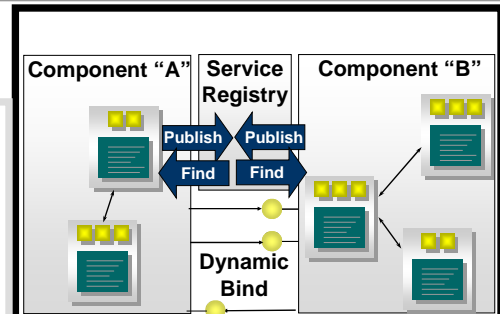 Component “A”
Service
Registry
Component “B”
Publish
Publish
Find
Find
Dynamic
Bind